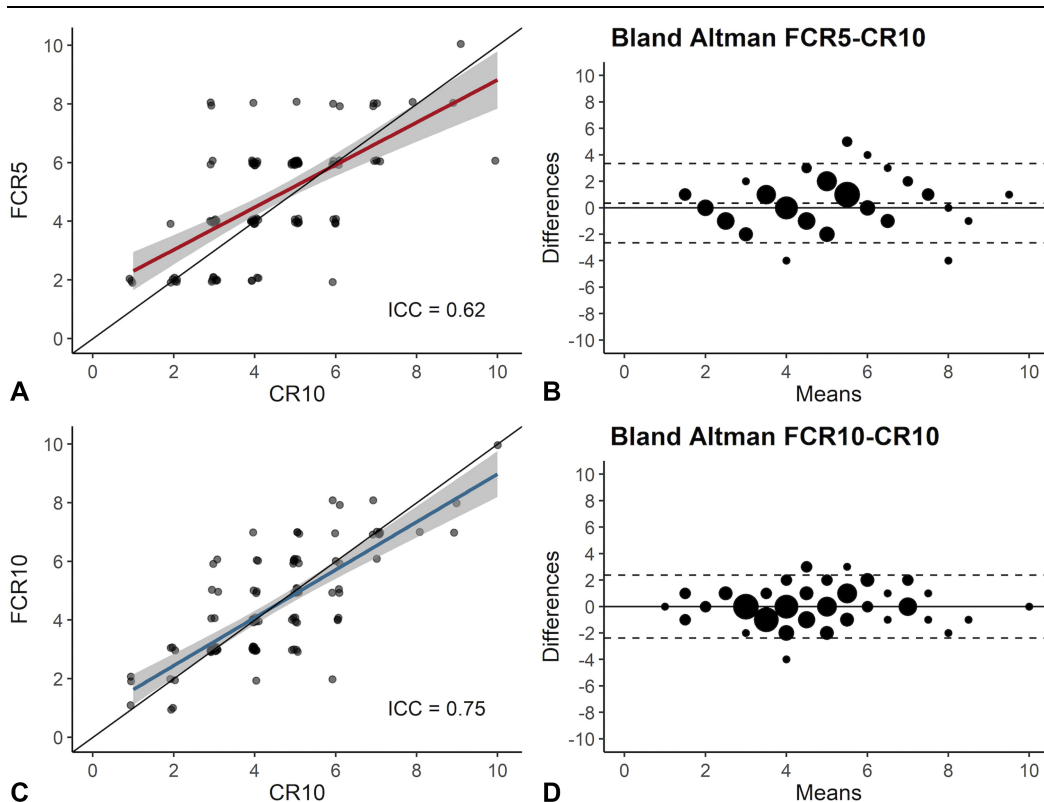 10
8
6
4
2
0
FCR5
ICC = 0.62
0 2 4 6 8 10
A
CR10
Bland Altman FCR5-CR10
10
8
6
4
2
0
-2
-4
-6
-8
-10
Differences
0 2 4 6 8 10
B
Means
10
8
6
4
2
0
FCR10
ICC = 0.75
0 2 4 6 8 10
C
CR10
Bland Altman FCR10-CR10
10
8
6
4
2
0
-2
-4
-6
-8
-10
Differences
0 2 4 6 8 10
D
Means